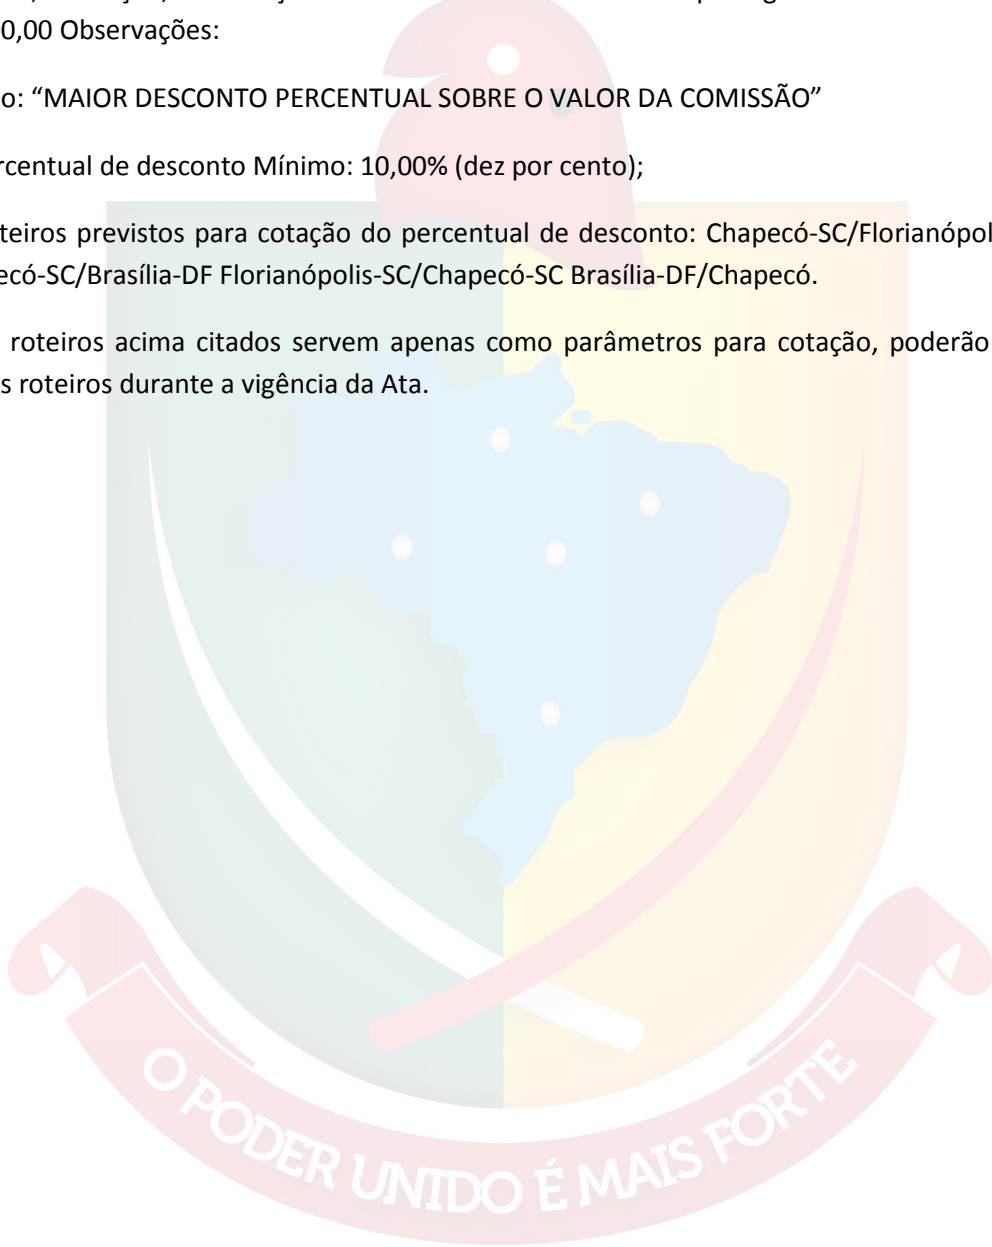 0,00 Observações:
o: “MAIOR DESCONTO PERCENTUAL SOBRE O VALOR DA COMISSÃO”
rcentual de desconto Mínimo: 10,00% (dez por cento);
teiros previstos para cotação do percentual de desconto: Chapecó-SC/Florianópol
ecó-SC/Brasília-DF Florianópolis-SC/Chapecó-SC Brasília-DF/Chapecó.
roteiros acima citados servem apenas como parâmetros para cotação, poderão
s roteiros durante a vigência da Ata.
O PODER UNIDO É MAIS FORTE